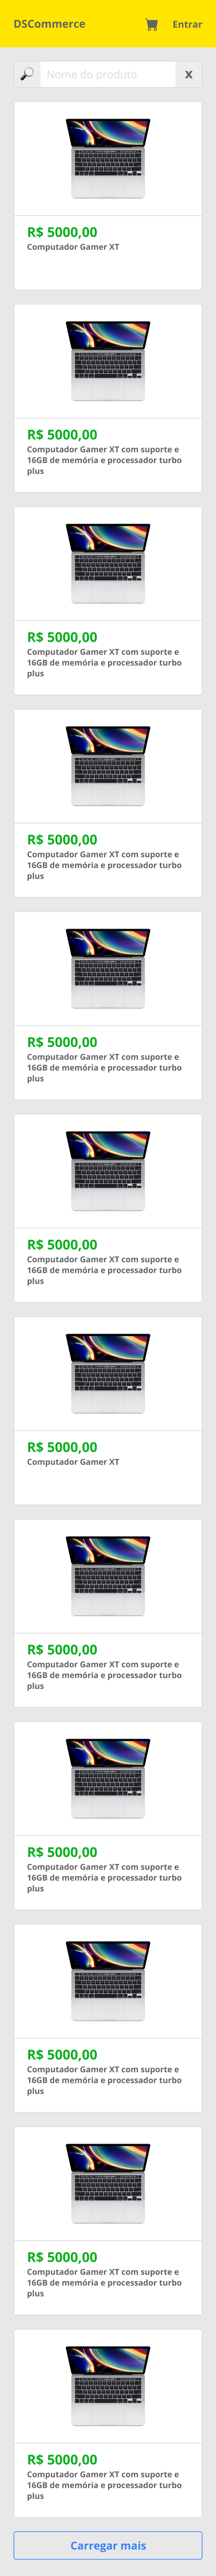 DSCommerce
Entrar
Nome do produto
X
R$ 5000,00
Computador Gamer XT
R$ 5000,00
Computador Gamer XT com suporte e
16GB de memória e processador turbo
plus
R$ 5000,00
Computador Gamer XT com suporte e
16GB de memória e processador turbo
plus
R$ 5000,00
Computador Gamer XT com suporte e
16GB de memória e processador turbo
plus
R$ 5000,00
Computador Gamer XT com suporte e
16GB de memória e processador turbo
plus
R$ 5000,00
Computador Gamer XT com suporte e
16GB de memória e processador turbo
plus
R$ 5000,00
Computador Gamer XT
R$ 5000,00
Computador Gamer XT com suporte e
16GB de memória e processador turbo
plus
R$ 5000,00
Computador Gamer XT com suporte e
16GB de memória e processador turbo
plus
R$ 5000,00
Computador Gamer XT com suporte e
16GB de memória e processador turbo
plus
R$ 5000,00
Computador Gamer XT com suporte e
16GB de memória e processador turbo
plus
R$ 5000,00
Computador Gamer XT com suporte e
16GB de memória e processador turbo
plus
Carregar mais